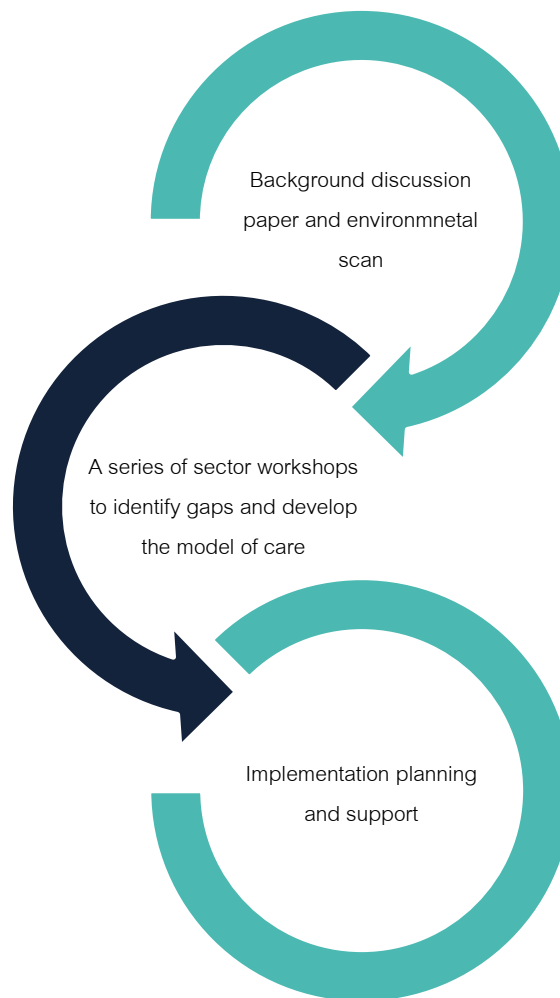 Background discussion
paper and environmnetal
scan
A series of sector workshops
to identify gaps and develop
the model of care
Implementation planning
and support